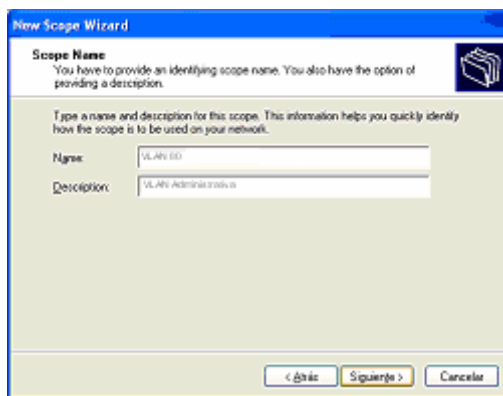 New Scope Wizard
Scope Name
You have to provide an identifying scope name. You also have the option of
providing a description.
Type a name and description for this scope. This information helps you quickly identify
how the scope is to be used on your network.
Name:
VLAN
Description:
VLAN Administrativa
< Atrás
Siguiente >
Cancelar